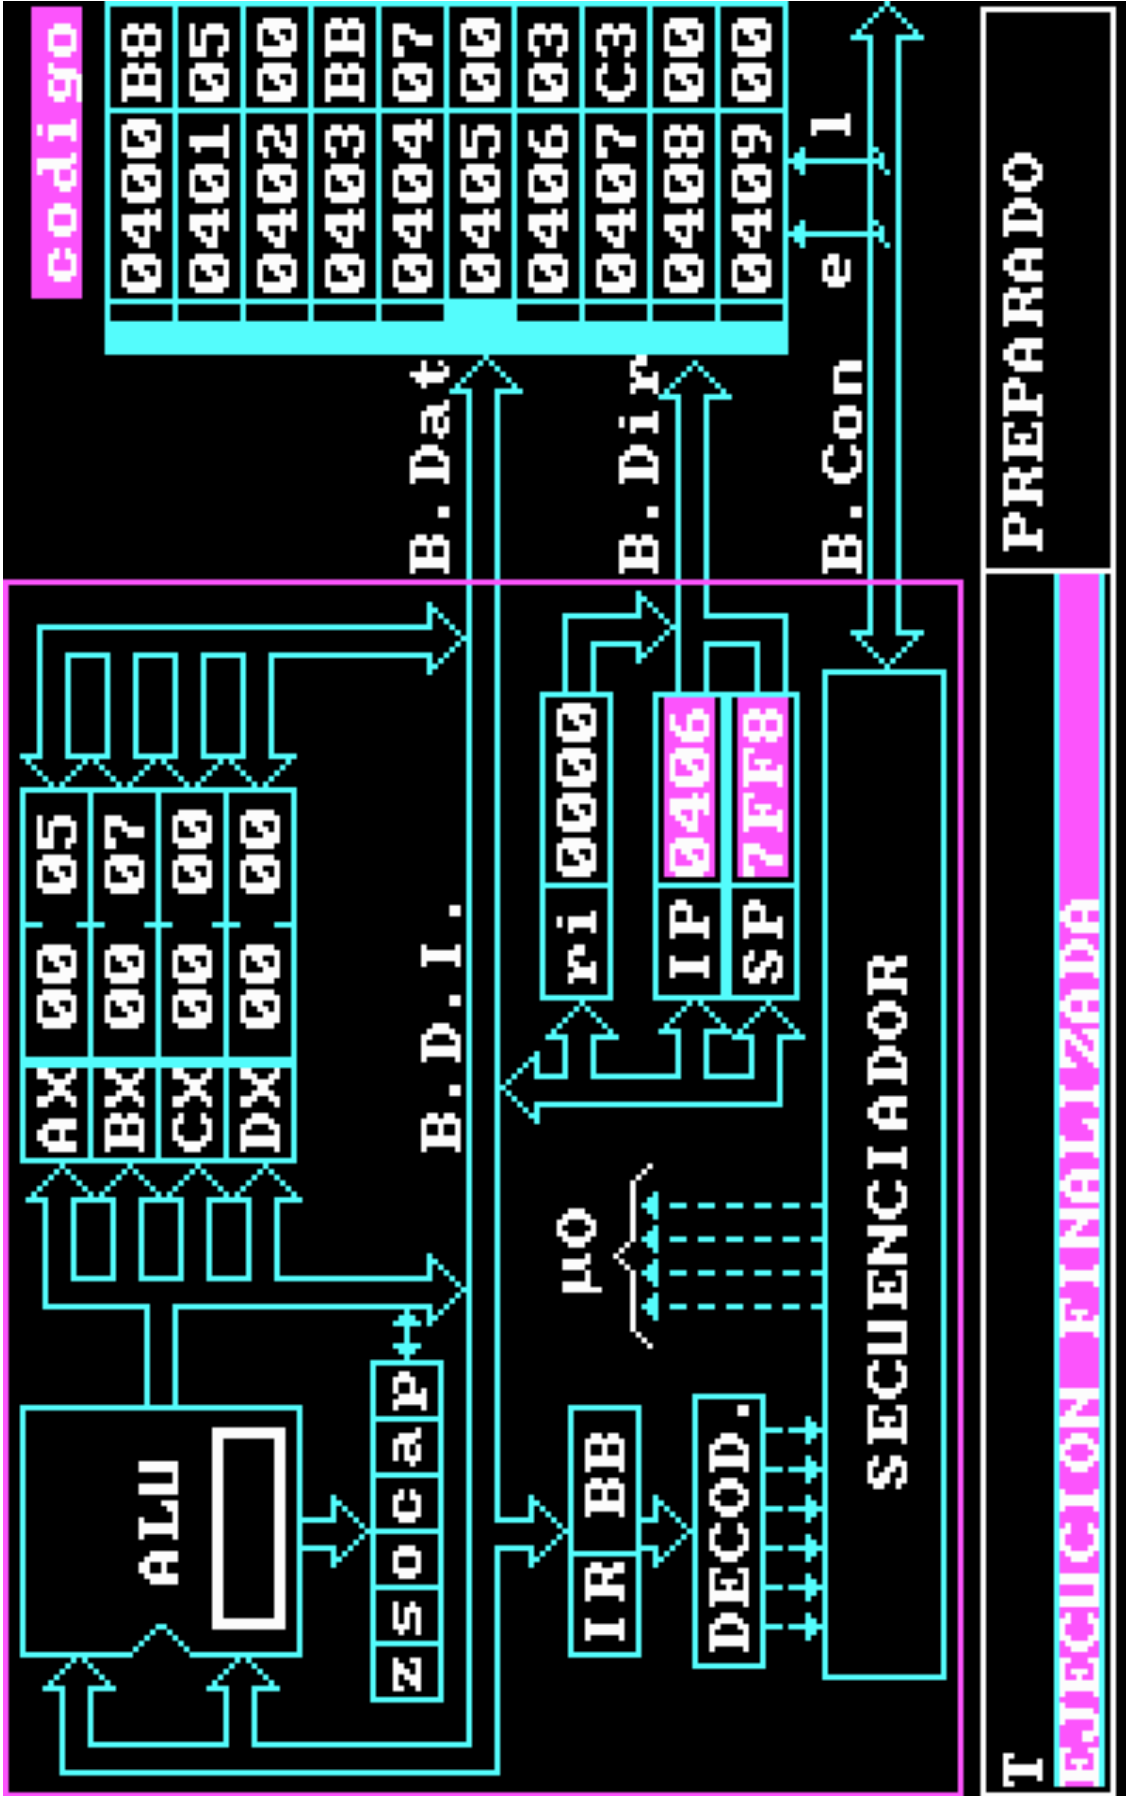 codigo
0400 B8
0401 05
0402 00
0403 BB
0404 07
0405 00
0406 03
0407 C3
0408 00
0409 00
ALU
AX 00 05
BX 00 07
CX 00 00
DX 00 00
z s o c a P
B.D.I.
B.Dat
IR BB
µO
ri 0000
B.Dir
IP 0406
DECOD.
SP 7FF8
e l
B.Con
SECUENCIADOR
T
PREPARADO
EJECUCION FINALIZADA